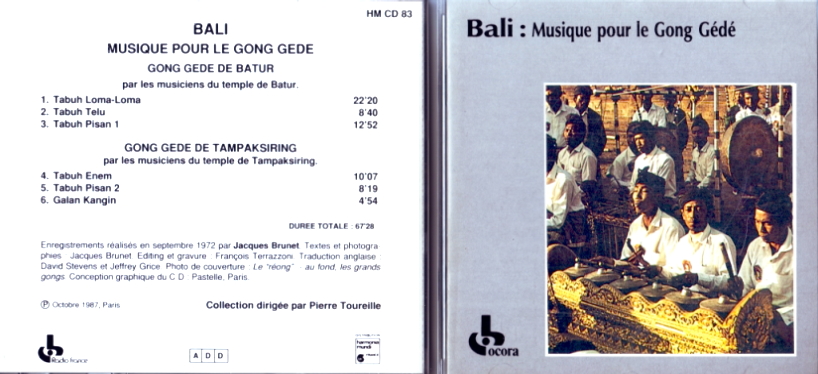 HM CD 83
BALI
MUSIQUE POUR LE GONG GEDE
GONG GEDE DE BATUR
par les musiciens du temple de Batur.
1. Tabuh Loma-Loma 22'20
2. Tabuh Telu 8'40
3. Tabuh Pisan 1 12'52
GONG GEDE DE TAMPAKSIRING
par les musiciens du temple de Tampaksiring.
4. Tabuh Enem 10'07
5. Tabuh Pisan 2 8'19
6. Galan Kangin 4'54
DUREE TOTALE : 67'28
Enregistrements réalisés en septembre 1972 par Jacques Brunet. Textes et photogra-
phies : Jacques Brunet. Editing et gravure : François Terrazzoni. Traduction anglaise :
David Stevens et Jeffrey Grice. Photo de couverture : Le "réong" - au fond, les grands
gongs. Conception graphique du C.D. : Pastelle, Paris.
℗ Octobre 1987, Paris
Collection dirigée par Pierre Toureille
Radio France
A D D
harmonia
mundi
Bali : Musique pour le Gong Gédé
ocora